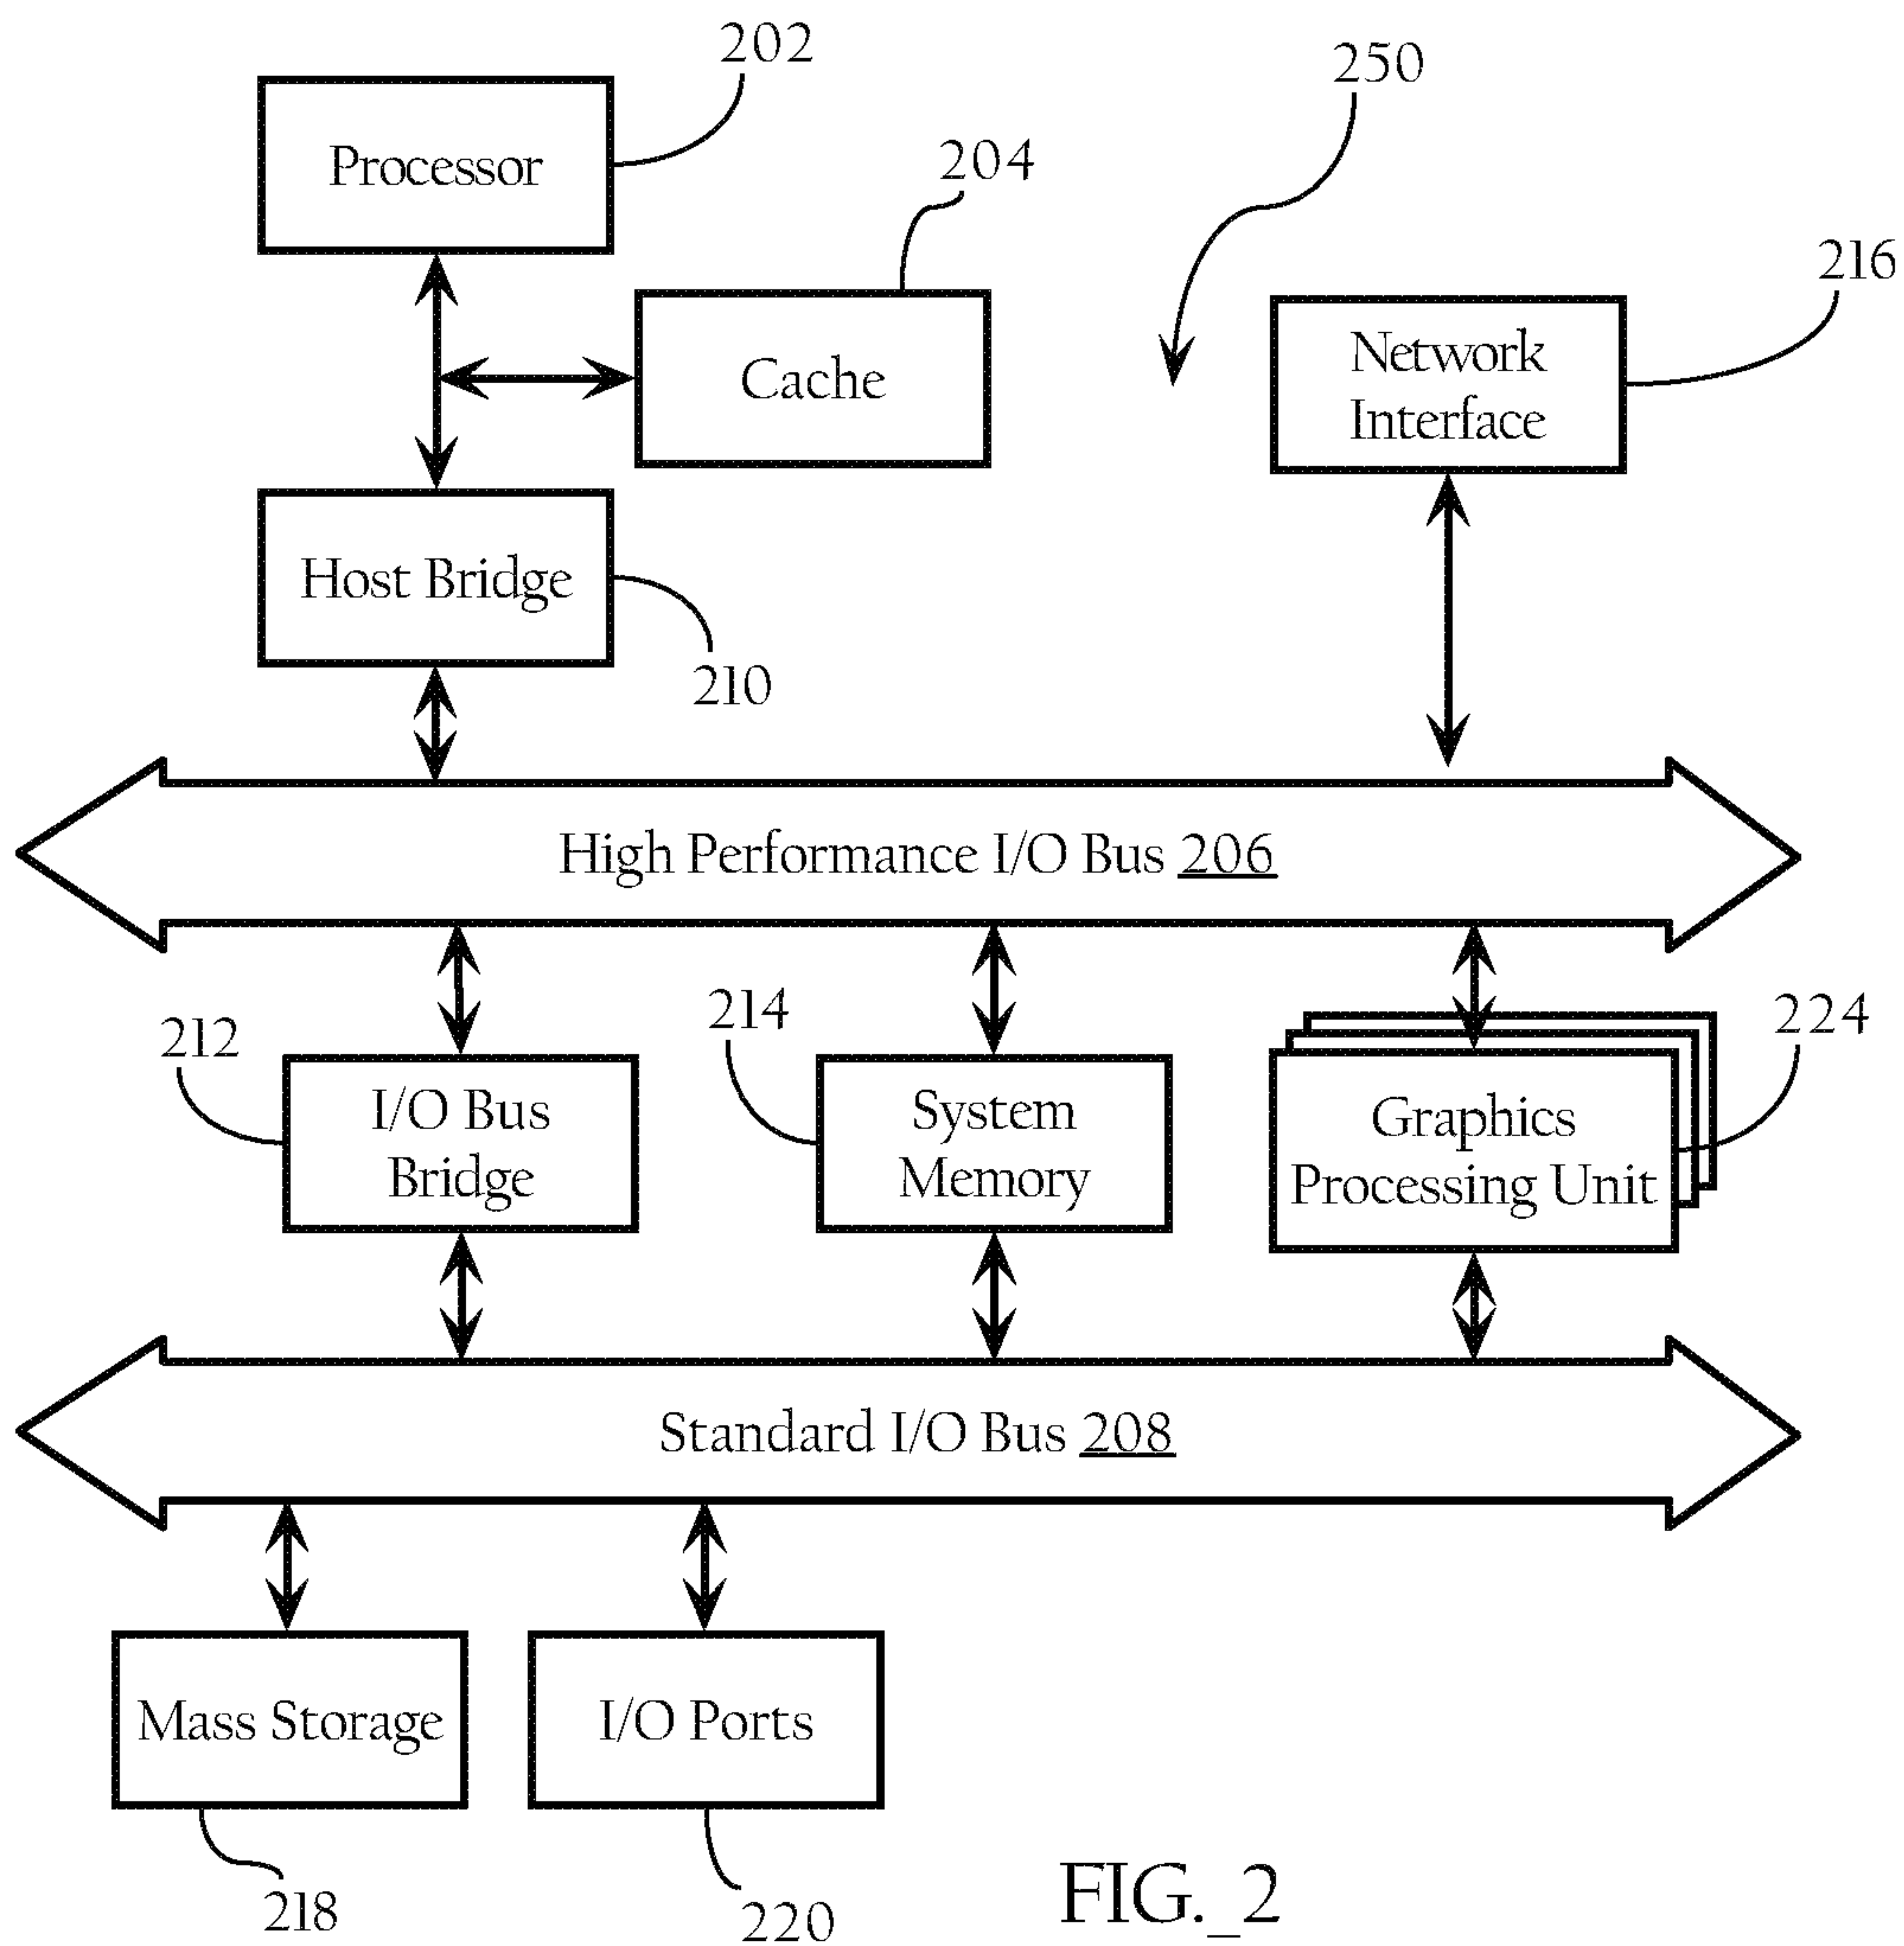 202
250
Processor
204
216
Network
Interface
Cache
Host Bridge
210
High Performance I/O Bus 206
212
214
224
I/O Bus
Bridge
System
Memory
Graphics
Processing Unit
Standard I/O Bus 208
Mass Storage
I/O Ports
218
220
FIG._2